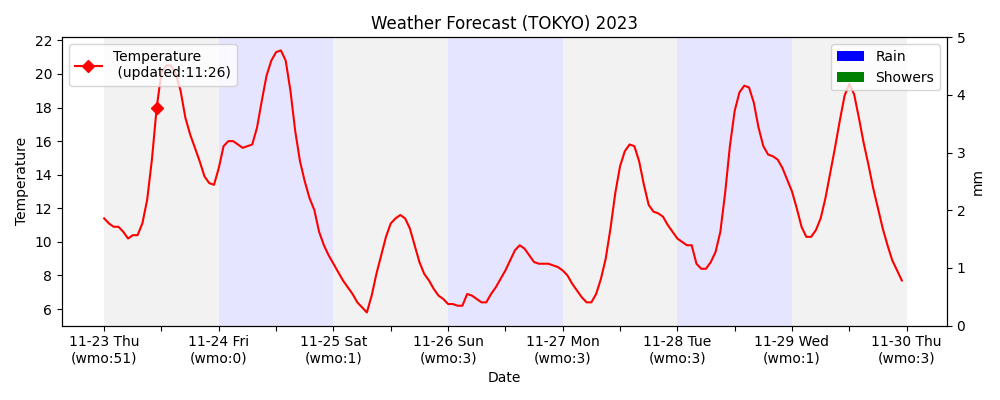 Weather Forecast (TOKYO) 2023
Temperature
(updated:11:26)
Rain
Showers
22
20
18
16
14
12
10
8
6
Temperature
5
4
3
2
1
0
mm
11-23 Thu
(wmo:51)
11-24 Fri
(wmo:0)
11-25 Sat
(wmo:1)
11-26 Sun
(wmo:3)
11-27 Mon
(wmo:3)
11-28 Tue
(wmo:3)
11-29 Wed
(wmo:1)
11-30 Thu
(wmo:3)
Date